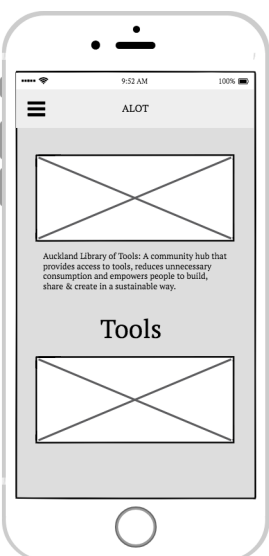 9:52 AM
100%
ALOT
Auckland Library of Tools: A community hub that
provides access to tools, reduces unnecessary
consumption and empowers people to build,
share & create in a sustainable way.
Tools